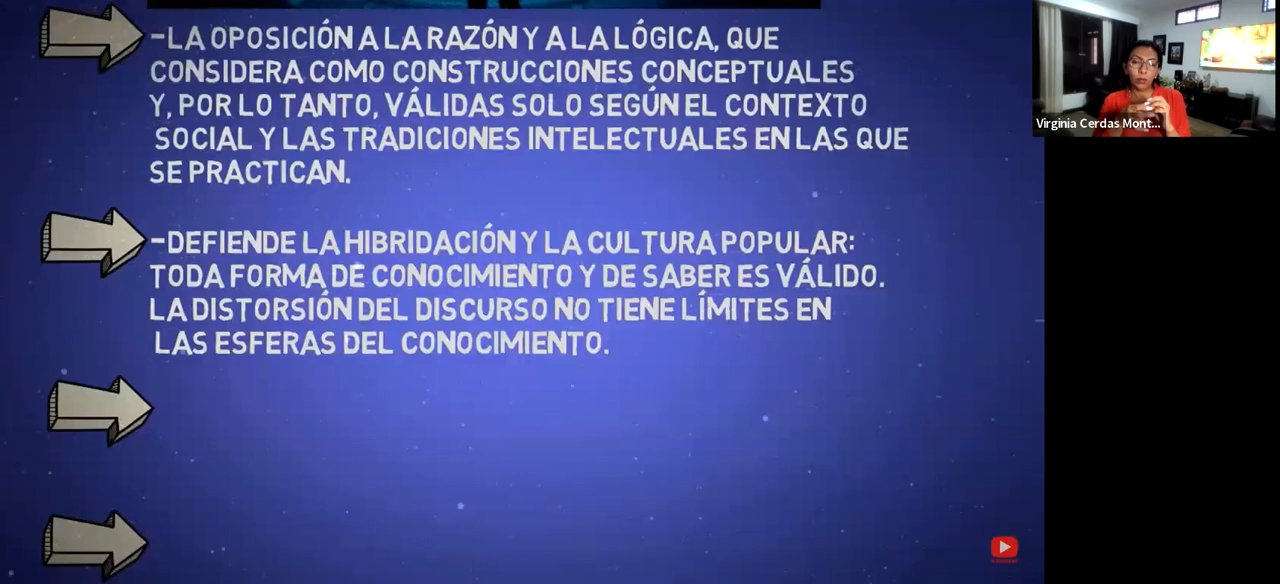 -LA OPOSICIÓN A LA RAZÓN Y A LA LÓGICA, QUE
CONSIDERA COMO CONSTRUCCIONES CONCEPTUALES
Y, POR LO TANTO, VÁLIDAS SOLO SEGÚN EL CONTEXTO
SOCIAL Y LAS TRADICIONES INTELECTUALES EN LAS QUE
SE PRACTICAN.
-DEFIENDE LA HIBRIDACIÓN Y LA CULTURA POPULAR:
TODA FORMA DE CONOCIMIENTO Y DE SABER ES VÁLIDO.
LA DISTORSIÓN DEL DISCURSO NO TIENE LÍMITES EN
LAS ESFERAS DEL CONOCIMIENTO.
Virginia Cerdas Mont...